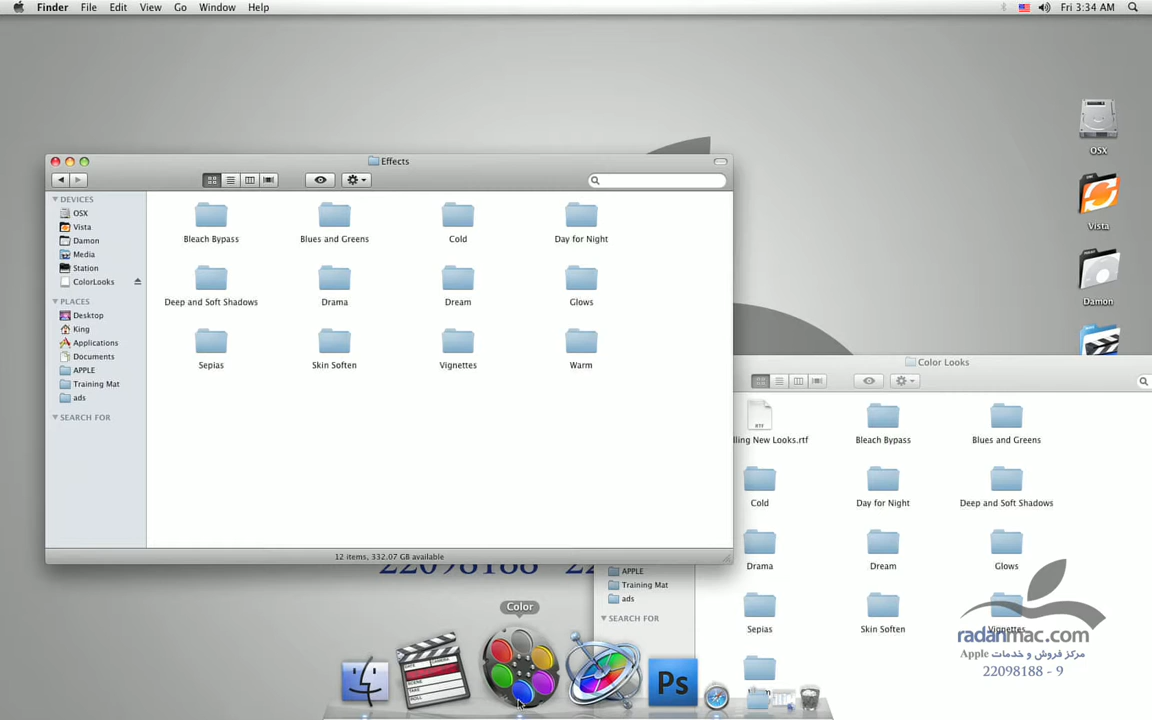 Finder File Edit View Go Window Help
Fri 3:34 AM
OSX
Vista
Damon
Effects
DEVICES
OSX
Vista
Damon
Media
Station
ColorLooks
PLACES
Desktop
King
Applications
Documents
APPLE
Training Mat
ads
SEARCH FOR
Bleach Bypass Blues and Greens Cold Day for Night
Deep and Soft Shadows Drama Dream Glows
Sepias Skin Soften Vignettes Warm
12 items, 332.07 GB available
Color Looks
lling New Looks.rtf Bleach Bypass Blues and Greens
Cold Day for Night Deep and Soft Shadows
Drama Dream Glows
Sepias Skin Soften Vignettes
APPLE
Training Mat
ads
SEARCH FOR
22098188
Color
Ps
radanmac.com
مرکز فروش و خدمات Apple
22098188 - 9